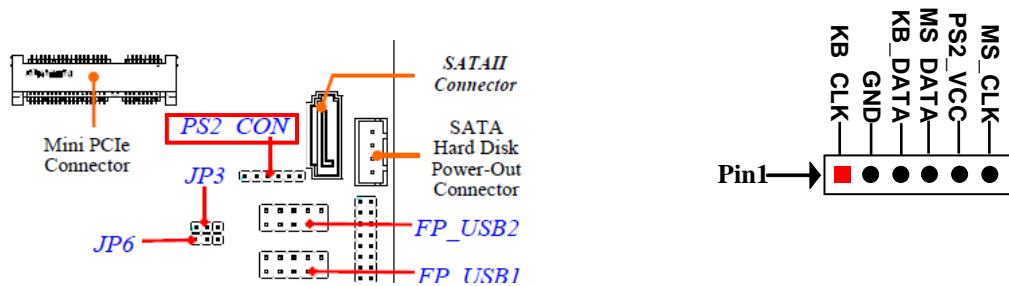 SATAII
Connector
Mini PCIe
Connector
PS2 CON
SATA
Hard Disk
Power-Out
Connector
JP3
JP6
FP_USB2
FP_USB1
KB_CLK
GND
KB_DATA
MS_DATA
PS2_VCC
MS_CLK
Pin1